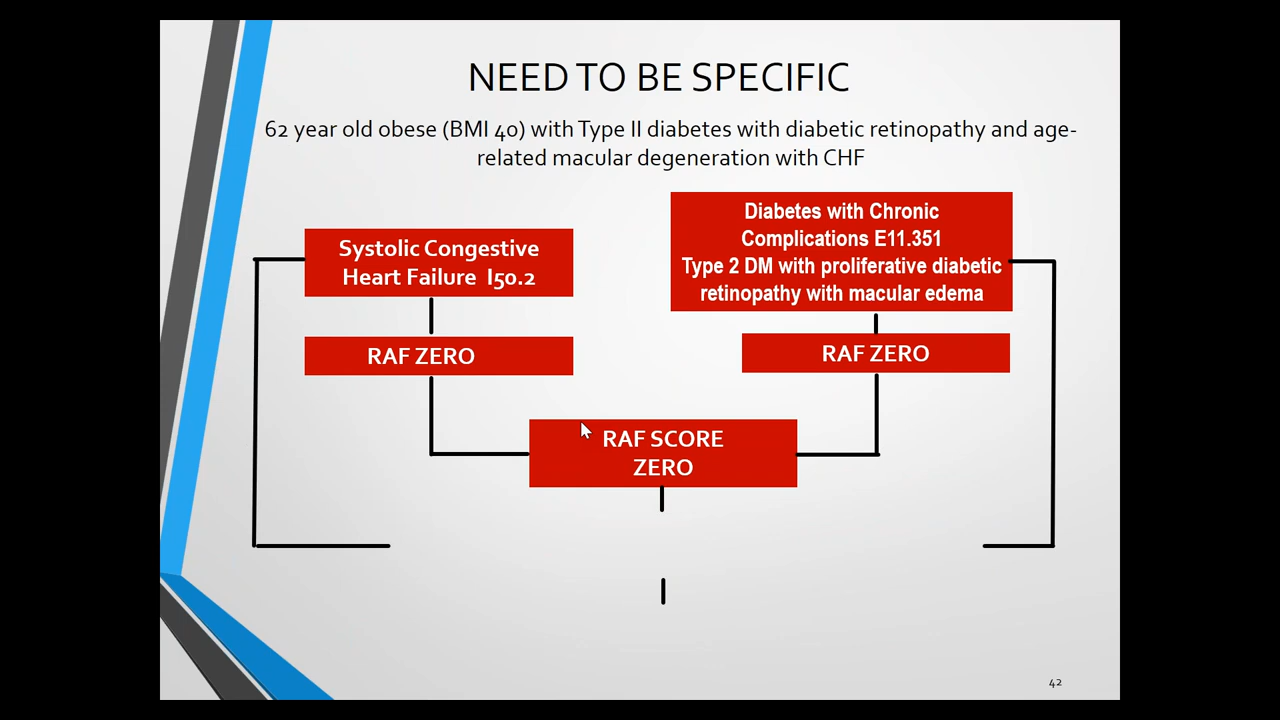 NEED TO BE SPECIFIC
62 year old obese (BMI 40) with Type II diabetes with diabetic retinopathy and age-
related macular degeneration with CHF
Systolic Congestive
Heart Failure I50.2
Diabetes with Chronic
Complications E11.351
Type 2 DM with proliferative diabetic
retinopathy with macular edema
RAF ZERO
RAF ZERO
RAF SCORE
ZERO
42